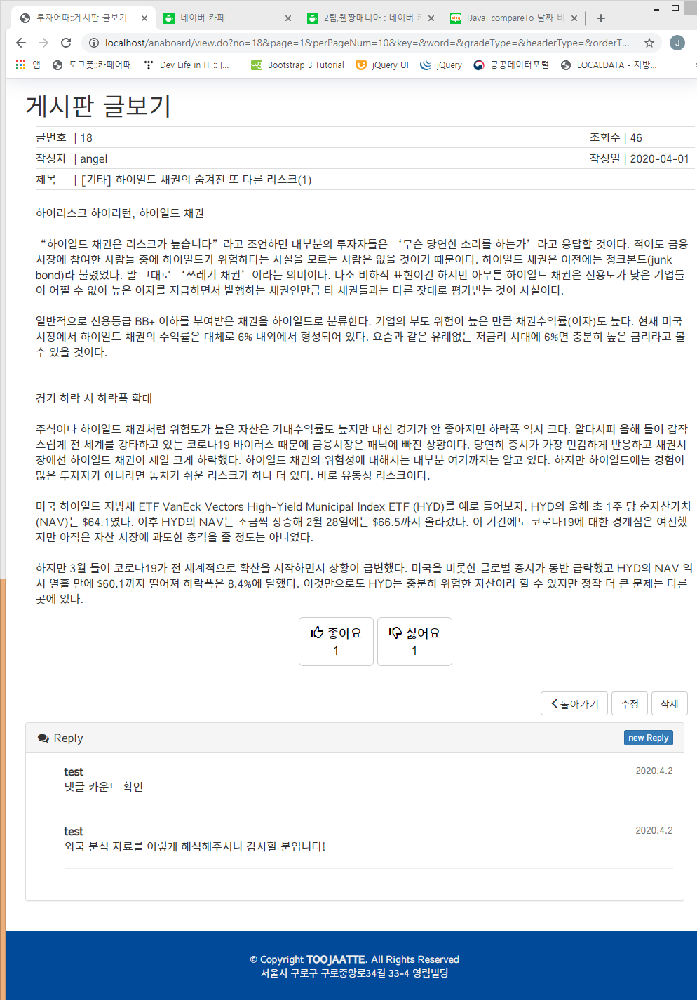 투자어때::게시판 글보기
네이버 카페
2팀,웹짱매니아 : 네이버
[Java] compareTo 날짜 비
localhost/anaboard/view.do?no=18&page=1&perPageNum=10&key=&word=&gradeType=&headerType=&orderT...
J
앱
도그풋::카페어때
Dev Life in IT :: [...
Bootstrap 3 Tutorial
jQuery UI
jQuery
공공데이터포털
LOCALDATA - 지방...
게시판 글보기
글번호 | 18 조회수 | 46
작성자 | angel 작성일 | 2020-04-01
제목 | [기타] 하이일드 채권의 숨겨진 또 다른 리스크(1)
하이리스크 하이리턴, 하이일드 채권
“하이일드 채권은 리스크가 높습니다”라고 조언하면 대부분의 투자자들은 ‘무슨 당연한 소리를 하는가’라고 응답할 것이다. 적어도 금융
시장에 참여한 사람들 중에 하이일드가 위험하다는 사실을 모르는 사람은 없을 것이기 때문이다. 하이일드 채권은 이전에는 정크본드(junk
bond)라 불렸었다. 말 그대로 ‘쓰레기 채권’이라는 의미이다. 다소 비하적 표현이긴 하지만 아무튼 하이일드 채권은 신용도가 낮은 기업들
이 어쩔 수 없이 높은 이자를 지급하면서 발행하는 채권인만큼 타 채권들과는 다른 잣대로 평가받는 것이 사실이다.
일반적으로 신용등급 BB+ 이하를 부여받은 채권을 하이일드로 분류한다. 기업의 부도 위험이 높은 만큼 채권수익률(이자)도 높다. 현재 미국
시장에서 하이일드 채권의 수익률은 대체로 6% 내외에서 형성되어 있다. 요즘과 같은 유례없는 저금리 시대에 6%면 충분히 높은 금리라고 볼
수 있을 것이다.
경기 하락 시 하락폭 확대
주식이나 하이일드 채권처럼 위험도가 높은 자산은 기대수익률도 높지만 대신 경기가 안 좋아지면 하락폭 역시 크다. 알다시피 올해 들어 갑작
스럽게 전 세계를 강타하고 있는 코로나19 바이러스 때문에 금융시장은 패닉에 빠진 상황이다. 당연히 증시가 가장 민감하게 반응하고 채권시
장에선 하이일드 채권이 제일 크게 하락했다. 하이일드 채권의 위험성에 대해서는 대부분 여기까지는 알고 있다. 하지만 하이일드에는 경험이
많은 투자자가 아니라면 놓치기 쉬운 리스크가 하나 더 있다. 바로 유동성 리스크이다.
미국 하이일드 지방채 ETF VanEck Vectors High-Yield Municipal Index ETF (HYD)를 예로 들어보자. HYD의 올해 초 1주 당 순자산가치
(NAV)는 $64.1였다. 이후 HYD의 NAV는 조금씩 상승해 2월 28일에는 $66.5까지 올라갔다. 이 기간에도 코로나19에 대한 경계심은 여전했
지만 아직은 자산 시장에 과도한 충격을 줄 정도는 아니었다.
하지만 3월 들어 코로나19가 전 세계적으로 확산을 시작하면서 상황이 급변했다. 미국을 비롯한 글로벌 증시가 동반 급락했고 HYD의 NAV 역
시 열흘 만에 $60.1까지 떨어져 하락폭은 8.4%에 달했다. 이것만으로도 HYD는 충분히 위험한 자산이라 할 수 있지만 정작 더 큰 문제는 다른
곳에 있다.
좋아요 싫어요
1 1
돌아가기 수정 삭제
Reply new Reply
test 2020.4.2
댓글 카운트 확인
test 2020.4.2
외국 분석 자료를 이렇게 해석해주시니 감사할 분입니다!
© Copyright TOOJAATTE. All Rights Reserved
서울시 구로구 구로중앙로34길 33-4 영림빌딩